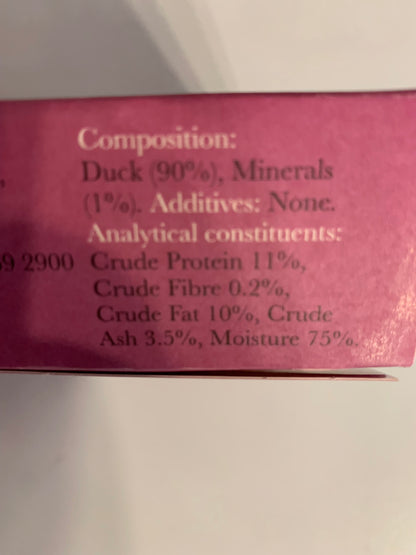 Composition:
Duck (90%), Minerals
(1%). Additives: None.
Analytical constituents:
2900 Crude Protein 11%,
Crude Fibre 0.2%,
Crude Fat 10%, Crude
Ash 3.5%, Moisture 75%.